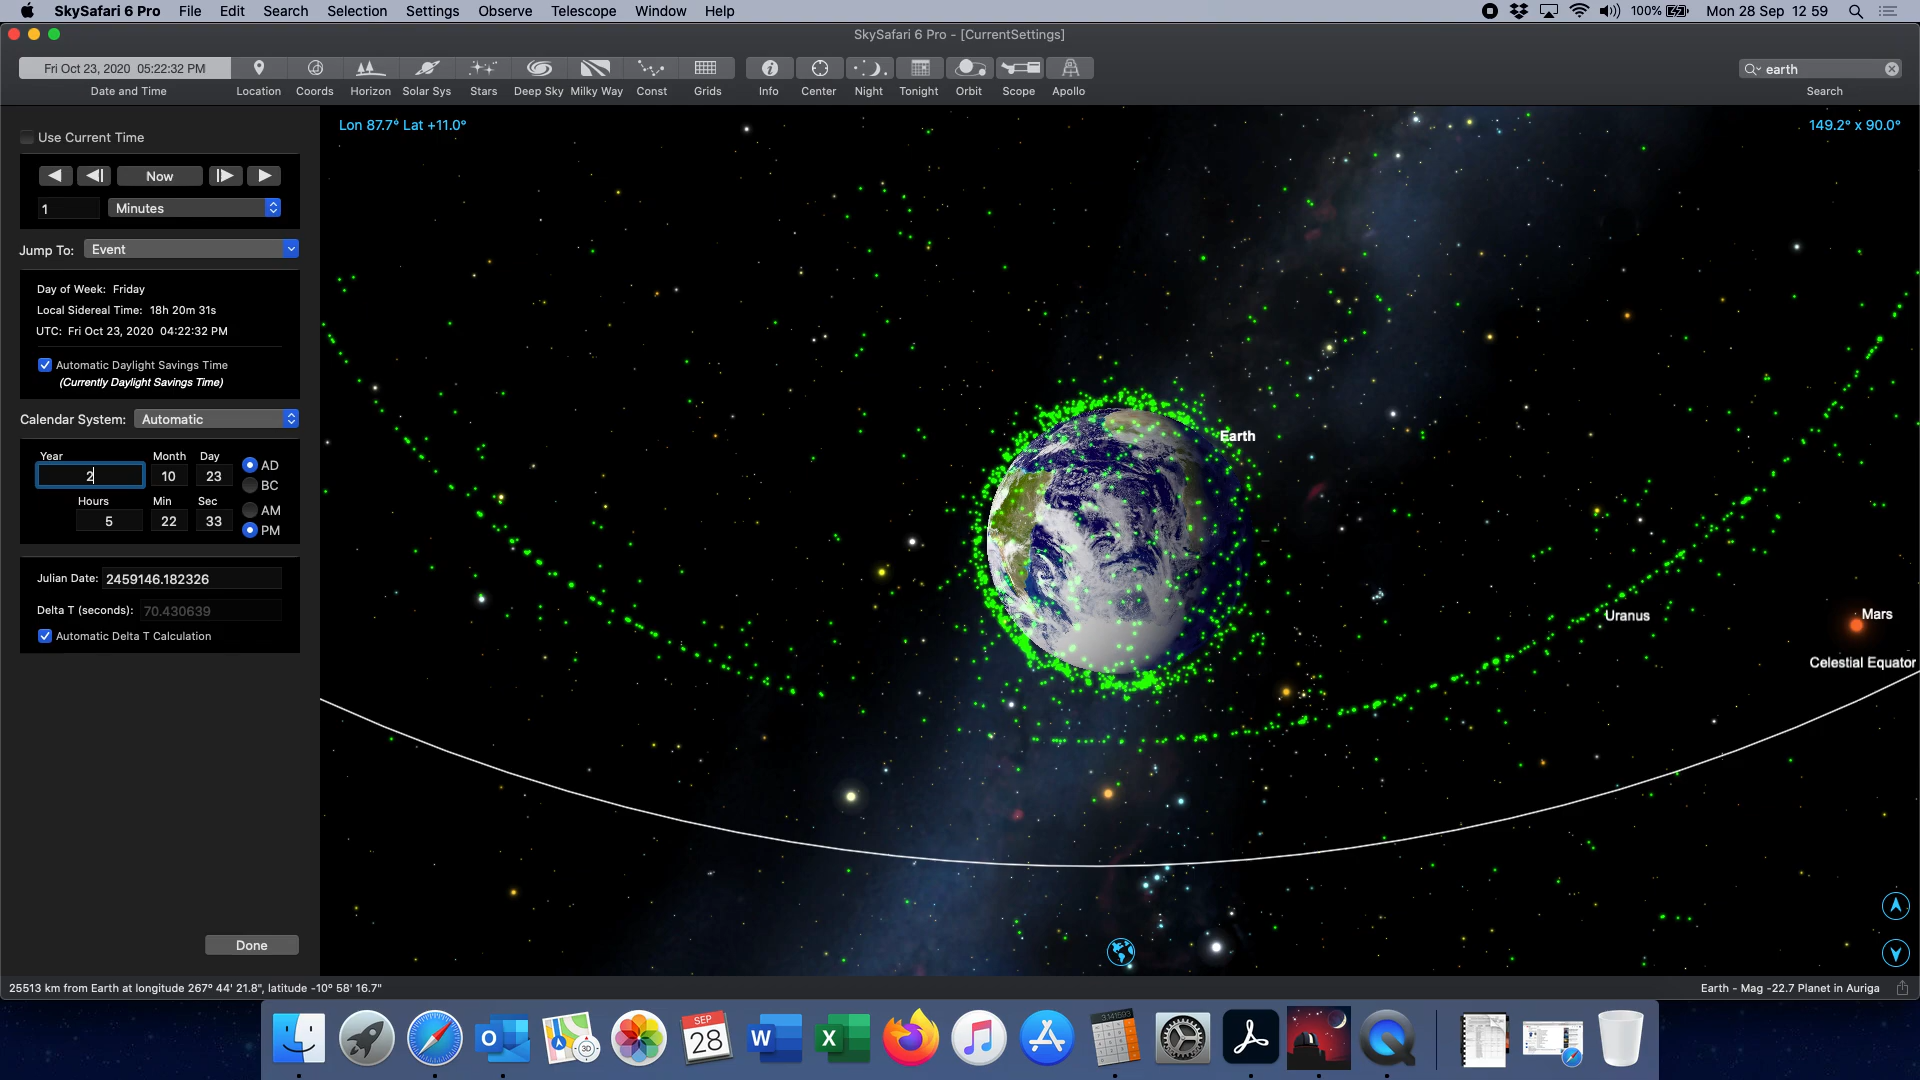 SkySafari 6 Pro File Edit Search Selection Settings Observe Telescope Window Help 100% Mon 28 Sep 12 59
SkySafari 6 Pro - [CurrentSettings]
Fri Oct 23, 2020 05:22:32 PM
earth
Date and Time Location Coords Horizon Solar Sys Stars Deep Sky Milky Way Const Grids Info Center Night Tonight Orbit Scope Apollo Search
Lon 87.7° Lat +11.0°
149.2° x 90.0°
Use Current Time
Now
1 Minutes
Jump To: Event
Day of Week: Friday
Local Sidereal Time: 18h 20m 31s
UTC: Fri Oct 23, 2020 04:22:32 PM
Automatic Daylight Savings Time
(Currently Daylight Savings Time)
Calendar System: Automatic
Year Month Day
2 10 23
AD
BC
Hours Min Sec
5 22 33
AM
PM
Julian Date: 2459146.182326
Delta T (seconds): 70.430639
Automatic Delta T Calculation
Earth
Uranus
Mars
Celestial Equator
Done
25513 km from Earth at longitude 267° 44' 21.8", latitude -10° 58' 16.7"
Earth - Mag -22.7 Planet in Auriga
O
3D
SEP
28
W
X
3.141593